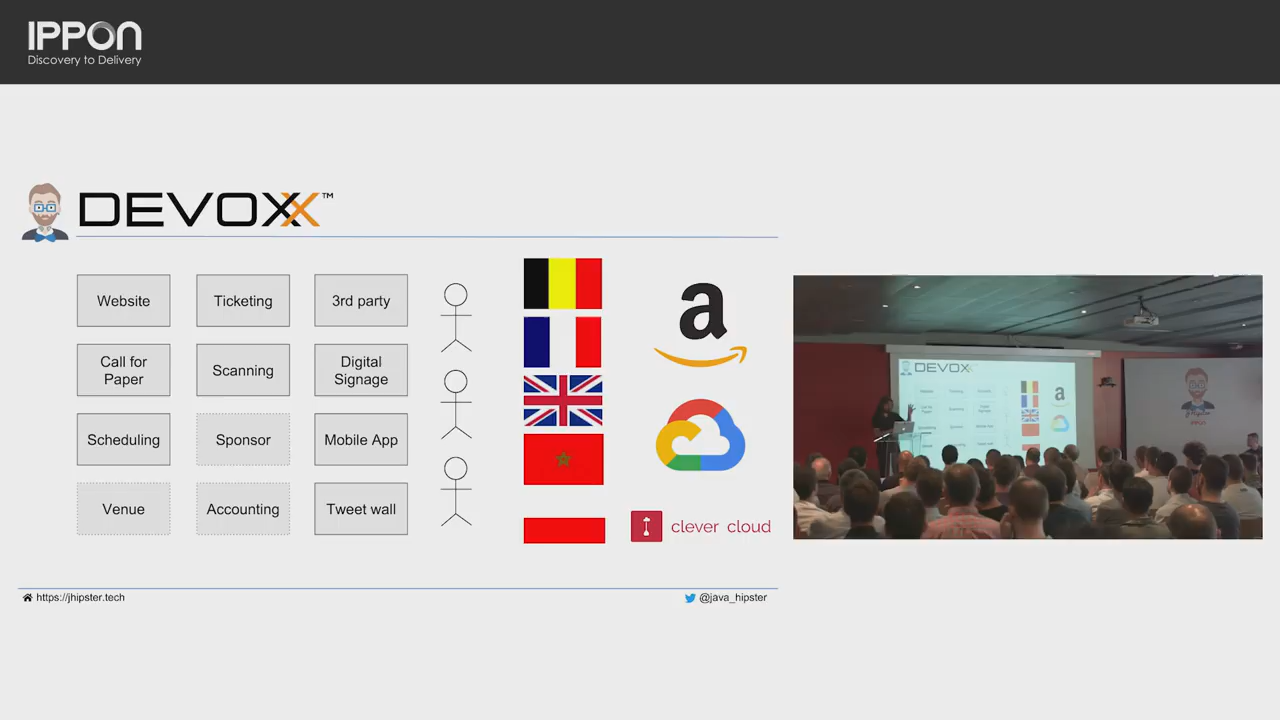 IPPON
Discovery to Delivery
DEVOXX™
Website
Ticketing
3rd party
Call for
Paper
Scanning
Digital
Signage
Scheduling
Sponsor
Mobile App
Venue
Accounting
Tweet wall
a
clever cloud
https://jhipster.tech
@java_hipster
DEVOXX